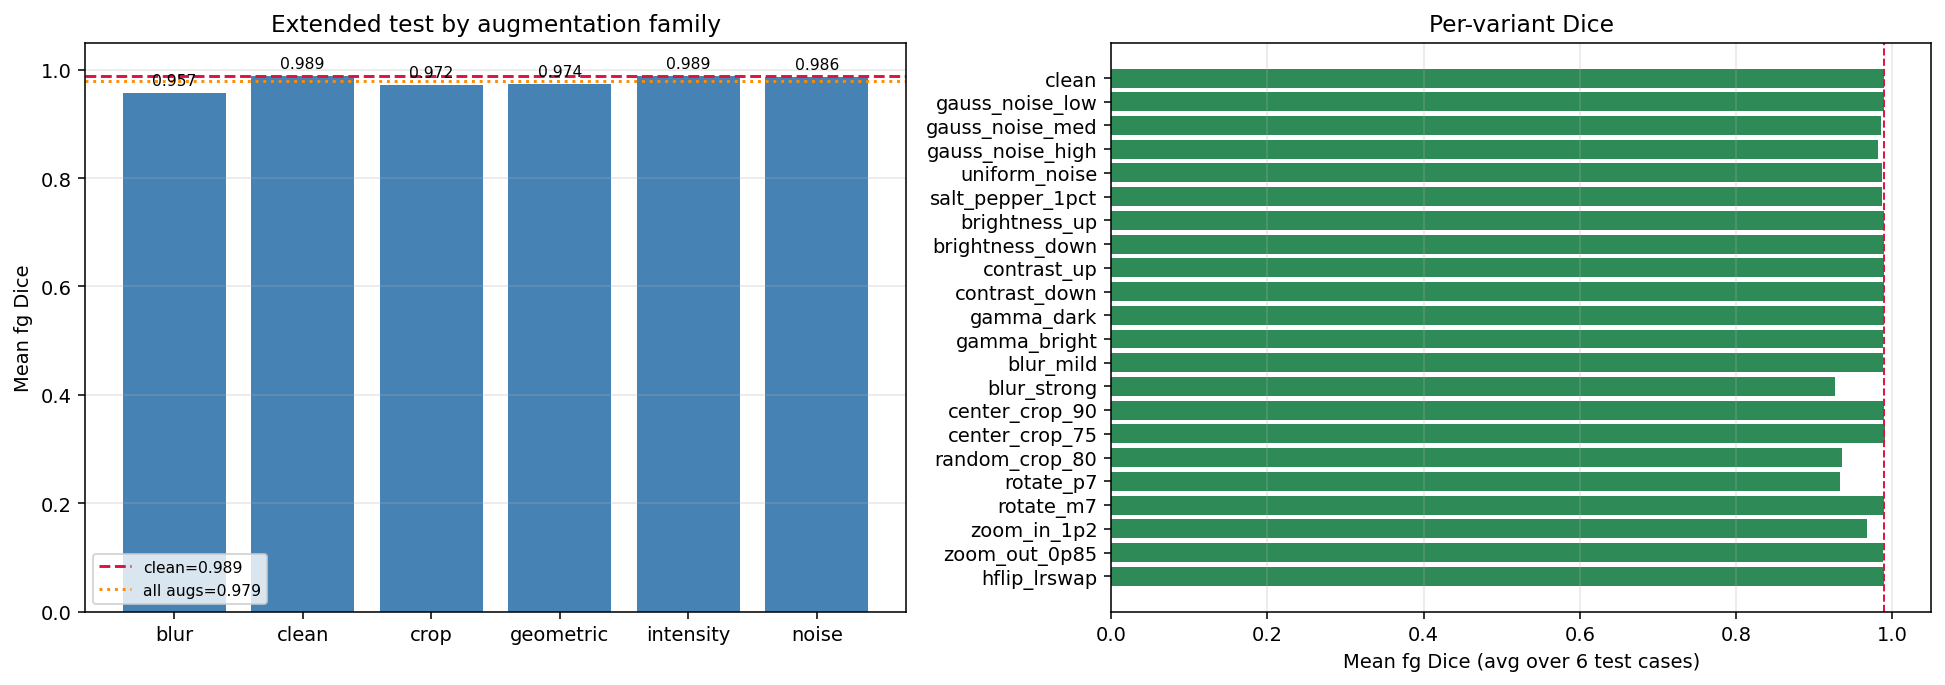 Extended test by augmentation family
Mean fg Dice
1.0
0.8
0.6
0.4
0.2
0.0
0.957
0.989
0.972
0.974
0.989
0.986
clean=0.989
all augs=0.979
blur
clean
crop
geometric
intensity
noise
Per-variant Dice
clean
gauss_noise_low
gauss_noise_med
gauss_noise_high
uniform_noise
salt_pepper_1pct
brightness_up
brightness_down
contrast_up
contrast_down
gamma_dark
gamma_bright
blur_mild
blur_strong
center_crop_90
center_crop_75
random_crop_80
rotate_p7
rotate_m7
zoom_in_1p2
zoom_out_0p85
hflip_lrswap
0.0 0.2 0.4 0.6 0.8 1.0
Mean fg Dice (avg over 6 test cases)